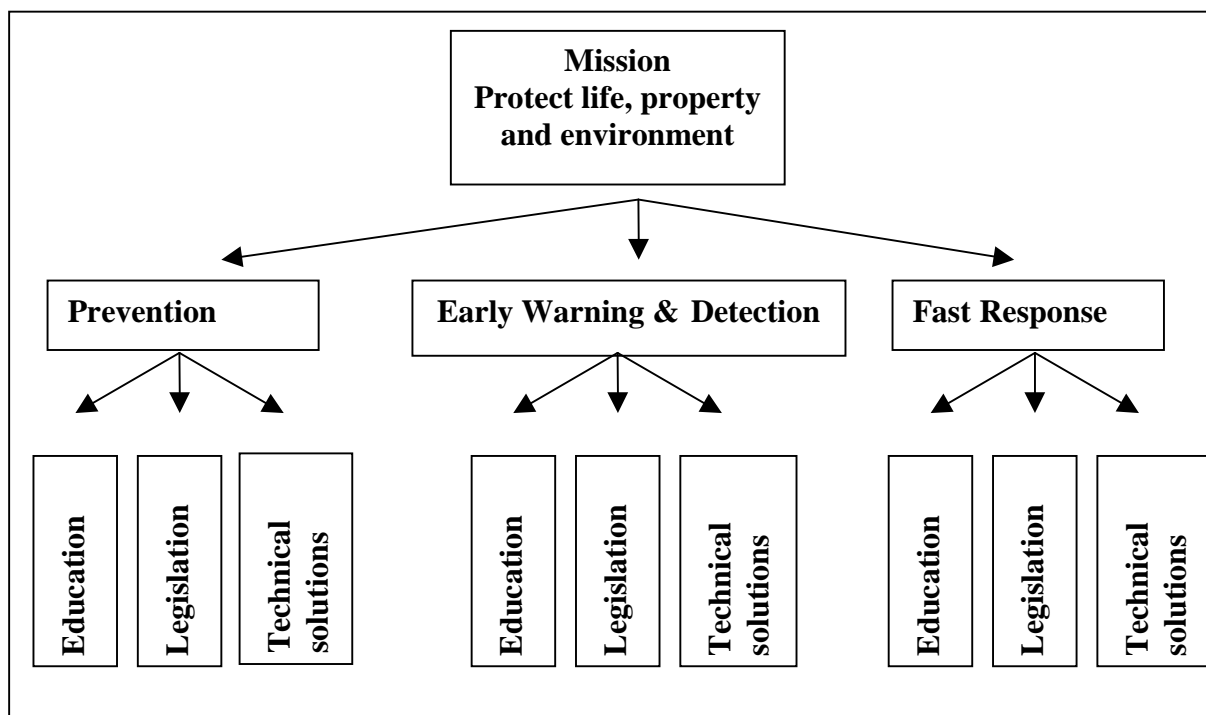 Mission
Protect life, property
and environment
Prevention
Early Warning & Detection
Fast Response
Education
Legislation
Technical
solutions
Education
Legislation
Technical
solutions
Education
Legislation
Technical
solutions